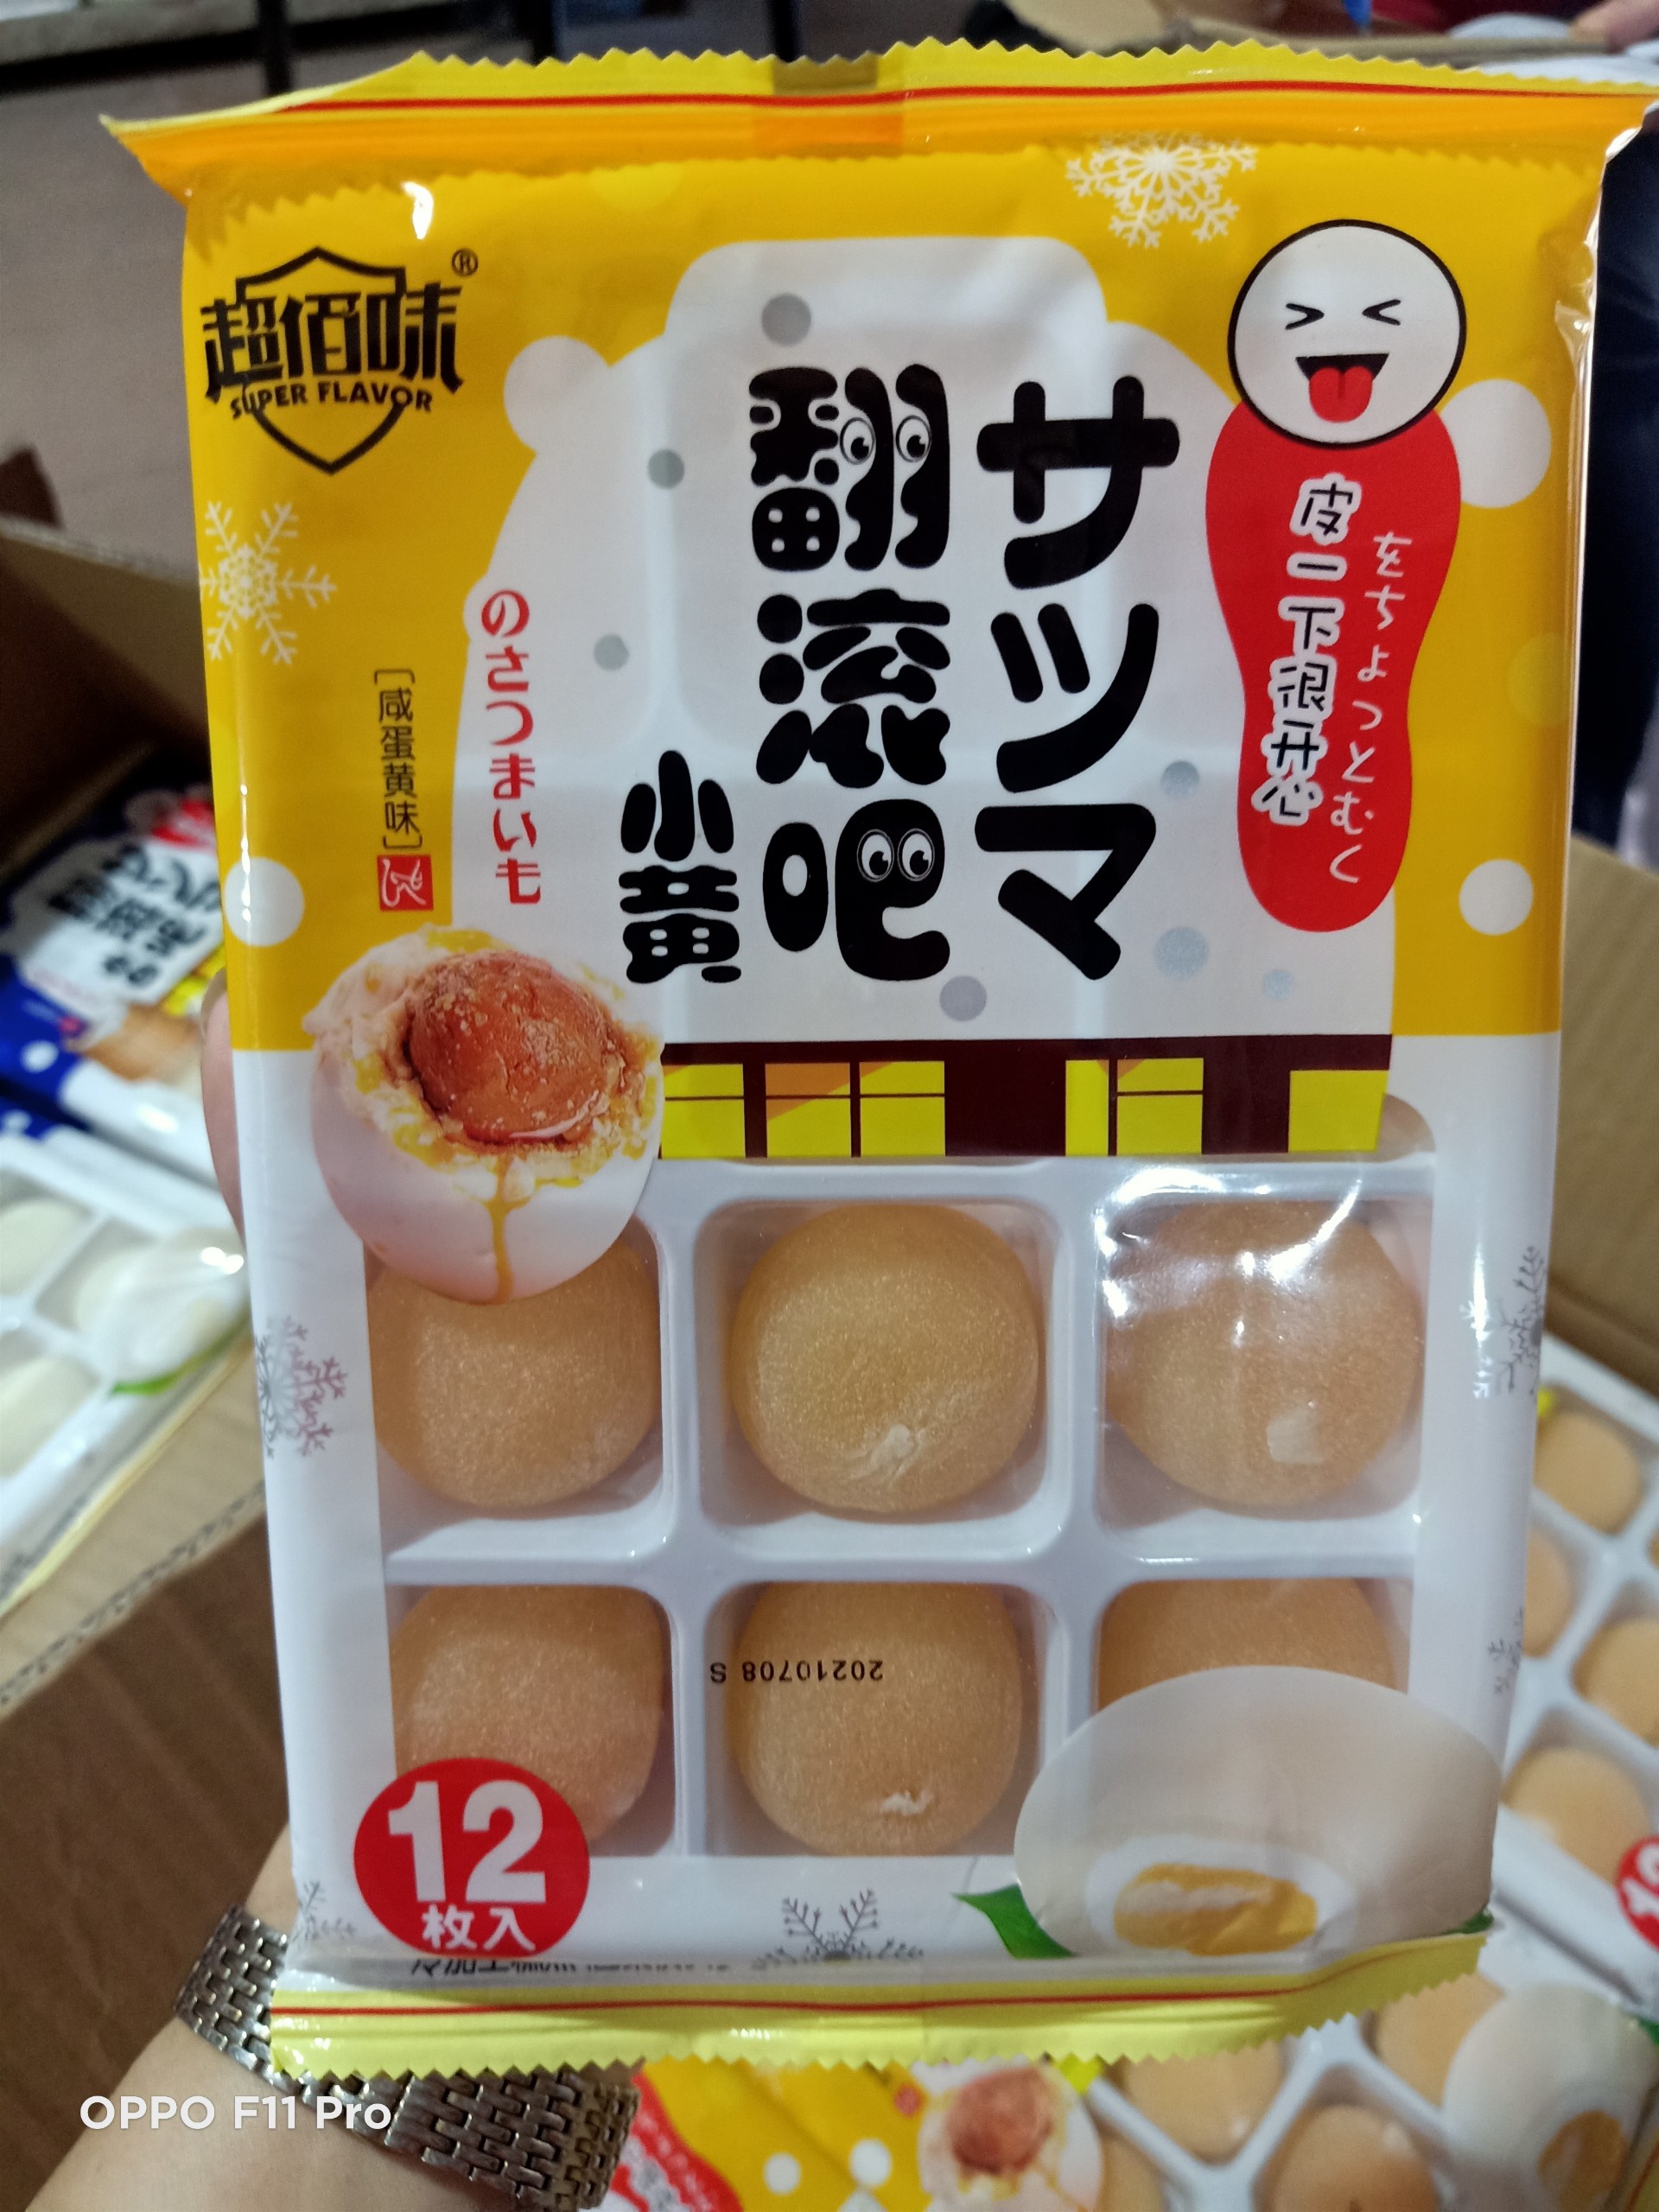 超佰味®
SUPER FLAVOR
サツマ
翻滚吧
小黄
皮一下很开心
をちょっとむく
のさつまいも
[咸蛋黄味]
20210708 S
12
枚入
OPPO F11 Pro